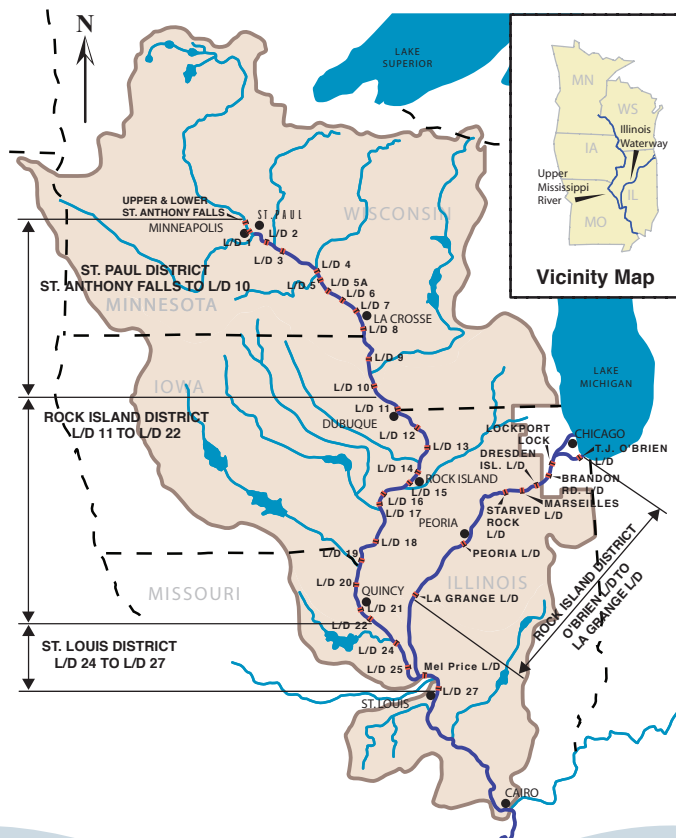 N
LAKE
SUPERIOR
MN
WS
Illinois
Waterway
IA
Upper
Mississippi
River
IL
MO
Vicinity Map
UPPER & LOWER
ST. ANTHONY FALLS
ST. PAUL
MINNEAPOLIS
WISCONSIN
L/D 1
L/D 2
L/D 3
L/D 4
ST. PAUL DISTRICT
ST. ANTHONY FALLS TO L/D 10
L/D 5
L/D 5A
L/D 6
MINNESOTA
L/D 7
LA CROSSE
L/D 8
L/D 9
LAKE
MICHIGAN
IOWA
L/D 10
ROCK ISLAND DISTRICT
L/D 11 TO L/D 22
L/D 11
DUBUQUE
L/D 12
L/D 13
LOCKPORT
LOCK
CHICAGO
T.J. O'BRIEN
L/D
DRESDEN
ISL. L/D
L/D 14
ROCK ISLAND
L/D 15
BRANDON
RD. L/D
MARSEILLES
L/D
L/D 16
L/D 17
STARVED
ROCK
L/D
PEORIA
L/D 18
PEORIA L/D
L/D 19
ROCK ISLAND DISTRICT
O'BRIEN L/D TO
LA GRANGE L/D
L/D 20
MISSOURI
QUINCY
ILLINOIS
LA GRANGE L/D
L/D 21
L/D 22
ST. LOUIS DISTRICT
L/D 24 TO L/D 27
L/D 24
L/D 25
Mel Price L/D
L/D 27
ST. LOUIS
CAIRO